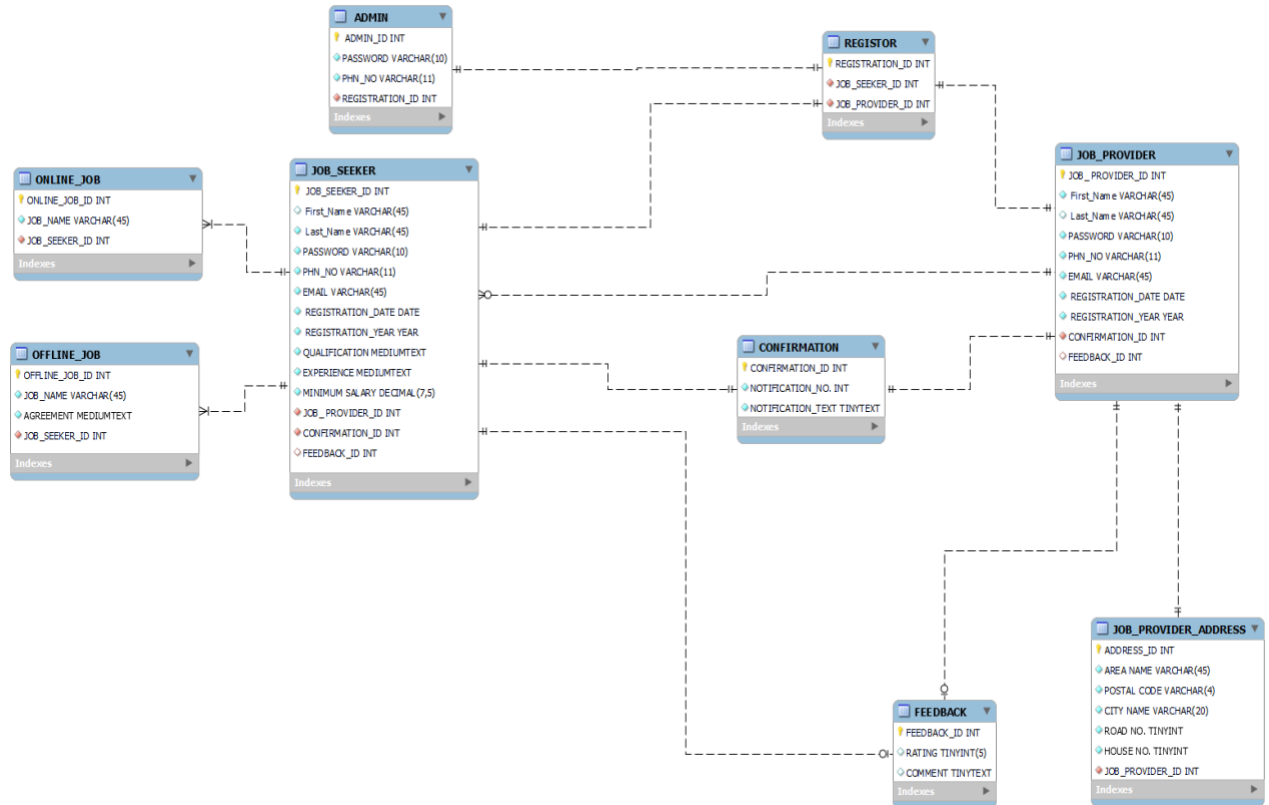 ADMIN
ADMIN_ID INT
PASSWORD VARCHAR(10)
PHN_NO VARCHAR(11)
REGISTRATION_ID INT
Indexes
REGISTOR
REGISTRATION_ID INT
JOB_SEEKER_ID INT
JOB_PROVIDER_ID INT
Indexes
ONLINE_JOB
ONLINE_JOB_ID INT
JOB_NAME VARCHAR(45)
JOB_SEEKER_ID INT
Indexes
JOB_SEEKER
JOB_SEEKER_ID INT
First_Name VARCHAR(45)
Last_Name VARCHAR(45)
PASSWORD VARCHAR(10)
PHN_NO VARCHAR(11)
EMAIL VARCHAR(45)
REGISTRATION_DATE DATE
REGISTRATION_YEAR YEAR
QUALIFICATION MEDIUMTEXT
EXPERIENCE MEDIUMTEXT
MINIMUM SALARY DECIMAL(7,5)
JOB_ PROVIDER_ID INT
CONFIRMATION_ID INT
FEEDBACK_ID INT
Indexes
JOB_PROVIDER
JOB_ PROVIDER_ID INT
First_Name VARCHAR(45)
Last_Name VARCHAR(45)
PASSWORD VARCHAR(10)
PHN_NO VARCHAR(11)
EMAIL VARCHAR(45)
REGISTRATION_DATE DATE
REGISTRATION_YEAR YEAR
CONFIRMATION_ID INT
FEEDBACK_ID INT
Indexes
OFFLINE_JOB
OFFLINE_JOB_ID INT
JOB_NAME VARCHAR(45)
AGREEMENT MEDIUMTEXT
JOB_SEEKER_ID INT
Indexes
CONFIRMATION
CONFIRMATION_ID INT
NOTIFICATION_NO. INT
NOTIFICATION_TEXT TINYTEXT
Indexes
FEEDBACK
FEEDBACK_ID INT
RATING TINYINT(5)
COMMENT TINYTEXT
Indexes
JOB_PROVIDER_ADDRESS
ADDRESS_ID INT
AREA NAME VARCHAR(45)
POSTAL CODE VARCHAR(4)
CITY NAME VARCHAR(20)
ROAD NO. TINYINT
HOUSE NO. TINYINT
JOB_PROVIDER_ID INT
Indexes